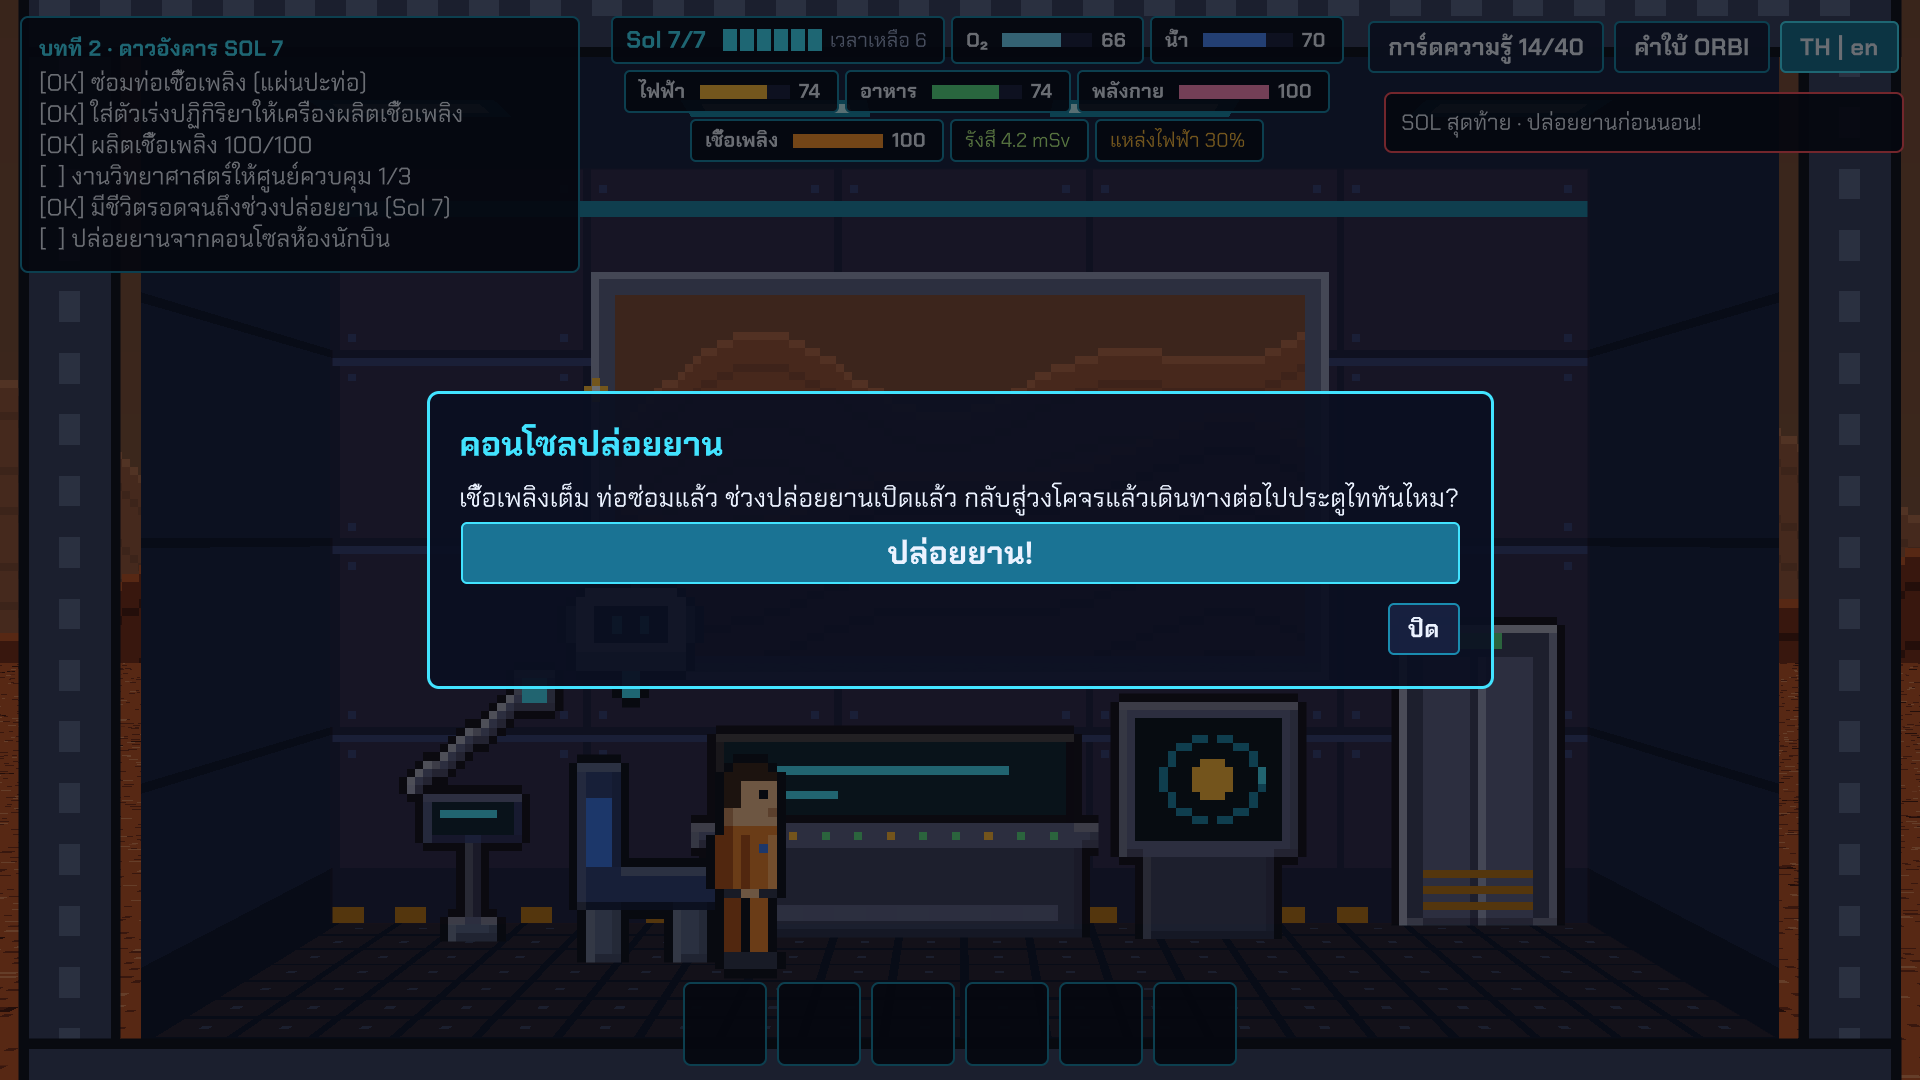 บทที่ 2 · ดาวอังคาร SOL 7
[OK] ซ่อมท่อเชื้อเพลิง (แผ่นปะท่อ)
[OK] ใส่ตัวเร่งปฏิกิริยาให้เครื่องผลิตเชื้อเพลิง
[OK] ผลิตเชื้อเพลิง 100/100
[ ] งานวิทยาศาสตร์ให้ศูนย์ควบคุม 1/3
[OK] มีชีวิตรอดจนถึงช่วงปล่อยยาน (Sol 7)
[ ] ปล่อยยานจากคอนโซลห้องนักบิน
Sol 7/7 เวลาเหลือ 6
O₂ 66
น้ำ 70
ไฟฟ้า 74
อาหาร 74
พลังกาย 100
เชื้อเพลิง 100
รังสี 4.2 mSv
แหล่งไฟฟ้า 30%
การ์ดความรู้ 14/40
คำใบ้ ORBI
TH | en
SOL สุดท้าย · ปล่อยยานก่อนนอน!
คอนโซลปล่อยยาน
เชื้อเพลิงเต็ม ท่อซ่อมแล้ว ช่วงปล่อยยานเปิดแล้ว กลับสู่วงโคจรแล้วเดินทางต่อไปประตูไททันไหม?
ปล่อยยาน!
ปิด